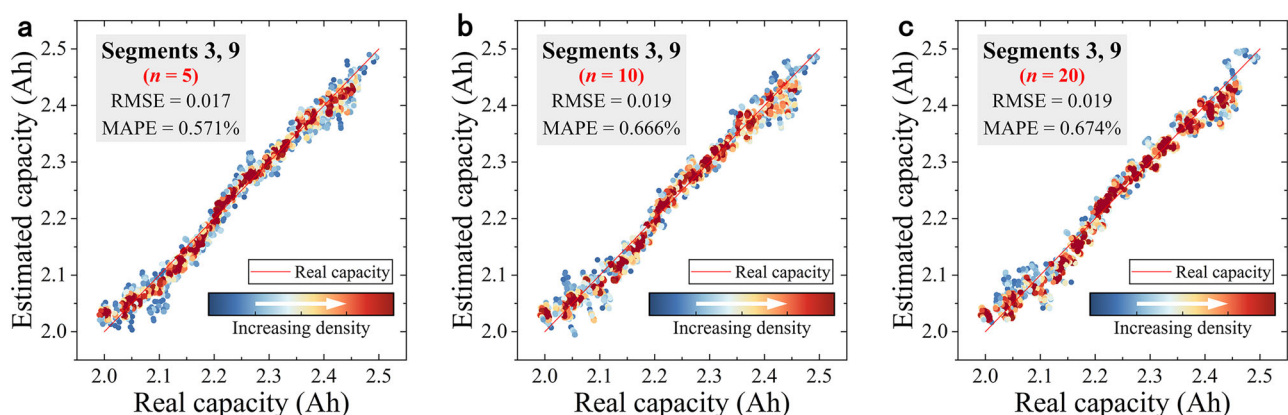 a
Segments 3, 9
(n = 5)
RMSE = 0.017
MAPE = 0.571%
Estimated capacity (Ah)
2.5
2.4
2.3
2.2
2.1
2.0
Real capacity
Increasing density
2.0 2.1 2.2 2.3 2.4 2.5
Real capacity (Ah)
b
Segments 3, 9
(n = 10)
RMSE = 0.019
MAPE = 0.666%
Estimated capacity (Ah)
2.5
2.4
2.3
2.2
2.1
2.0
Real capacity
Increasing density
2.0 2.1 2.2 2.3 2.4 2.5
Real capacity (Ah)
c
Segments 3, 9
(n = 20)
RMSE = 0.019
MAPE = 0.674%
Estimated capacity (Ah)
2.5
2.4
2.3
2.2
2.1
2.0
Real capacity
Increasing density
2.0 2.1 2.2 2.3 2.4 2.5
Real capacity (Ah)